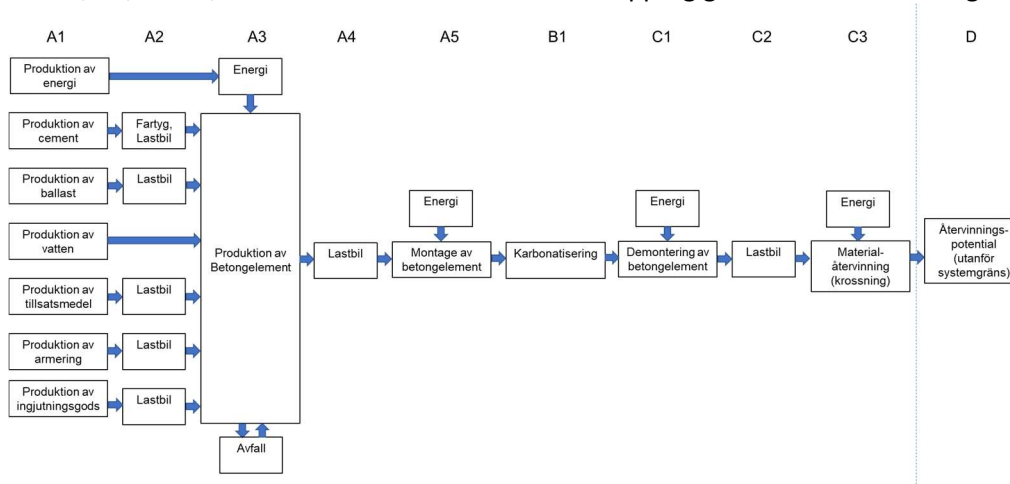 A1 A2 A3 A4 A5 B1 C1 C2 C3 D
Produktion av
energi
Energi
Produktion av
cement
Fartyg,
Lastbil
Produktion av
ballast
Lastbil
Produktion av
vatten
Produktion av
tillsatsmedel
Lastbil
Produktion av
armering
Lastbil
Produktion av
ingjutningsgods
Lastbil
Produktion av
Betongelement
Avfall
Lastbil
Energi
Montage av
betongelement
Karbonatisering
Energi
Demontering av
betongelement
Lastbil
Energi
Material-
återvinning
(krossning)
Återvinnings-
potential
(utanför
systemgräns)